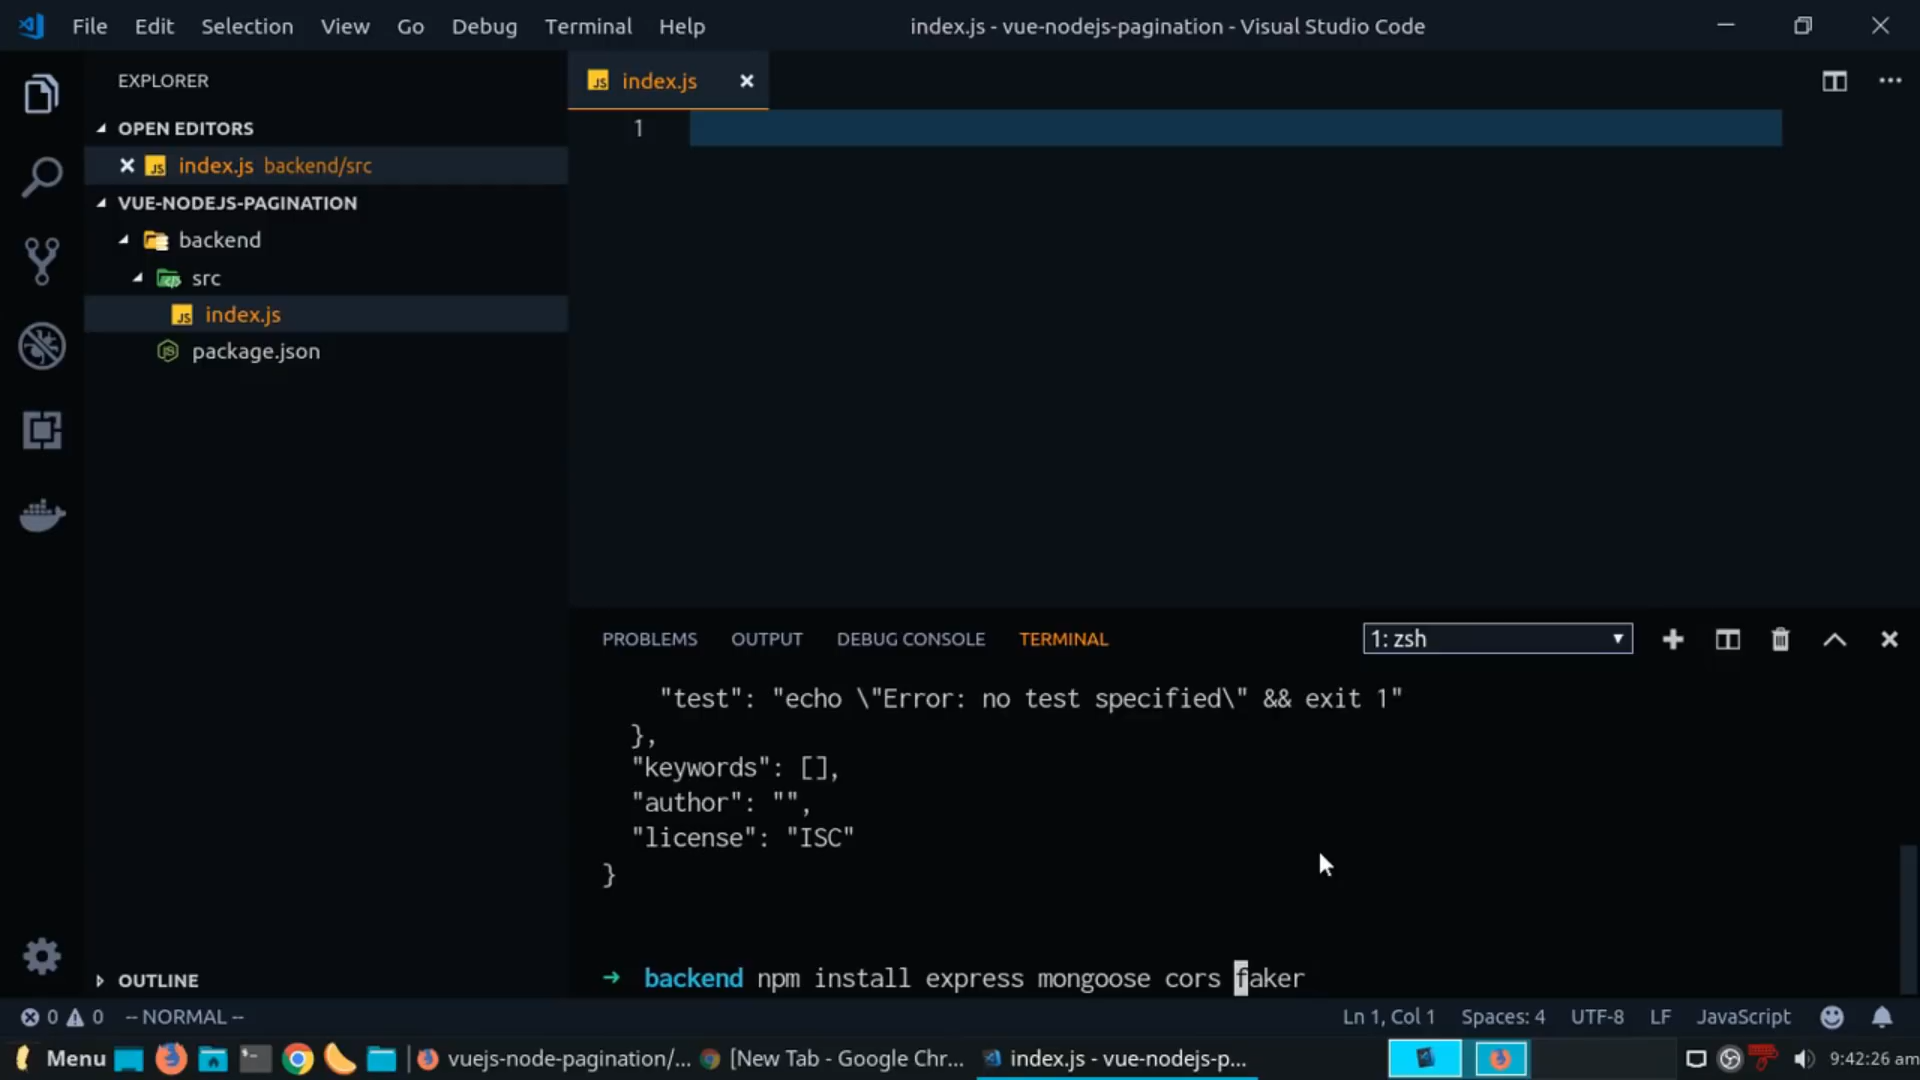 File Edit Selection View Go Debug Terminal Help index.js - vue-nodejs-pagination - Visual Studio Code
EXPLORER
index.js
OPEN EDITORS
1
index.js backend/src
VUE-NODEJS-PAGINATION
backend
src
index.js
package.json
PROBLEMS OUTPUT DEBUG CONSOLE TERMINAL 1: zsh
"test": "echo \"Error: no test specified\" && exit 1"
},
"keywords": [],
"author": "",
"license": "ISC"
}
→ backend npm install express mongoose cors faker
OUTLINE
0 0 -- NORMAL -- Ln 1, Col 1 Spaces: 4 UTF-8 LF JavaScript
Menu vuejs-node-pagination/... [New Tab - Google Chr... index.js - vue-nodejs-p... 9:42:26 am